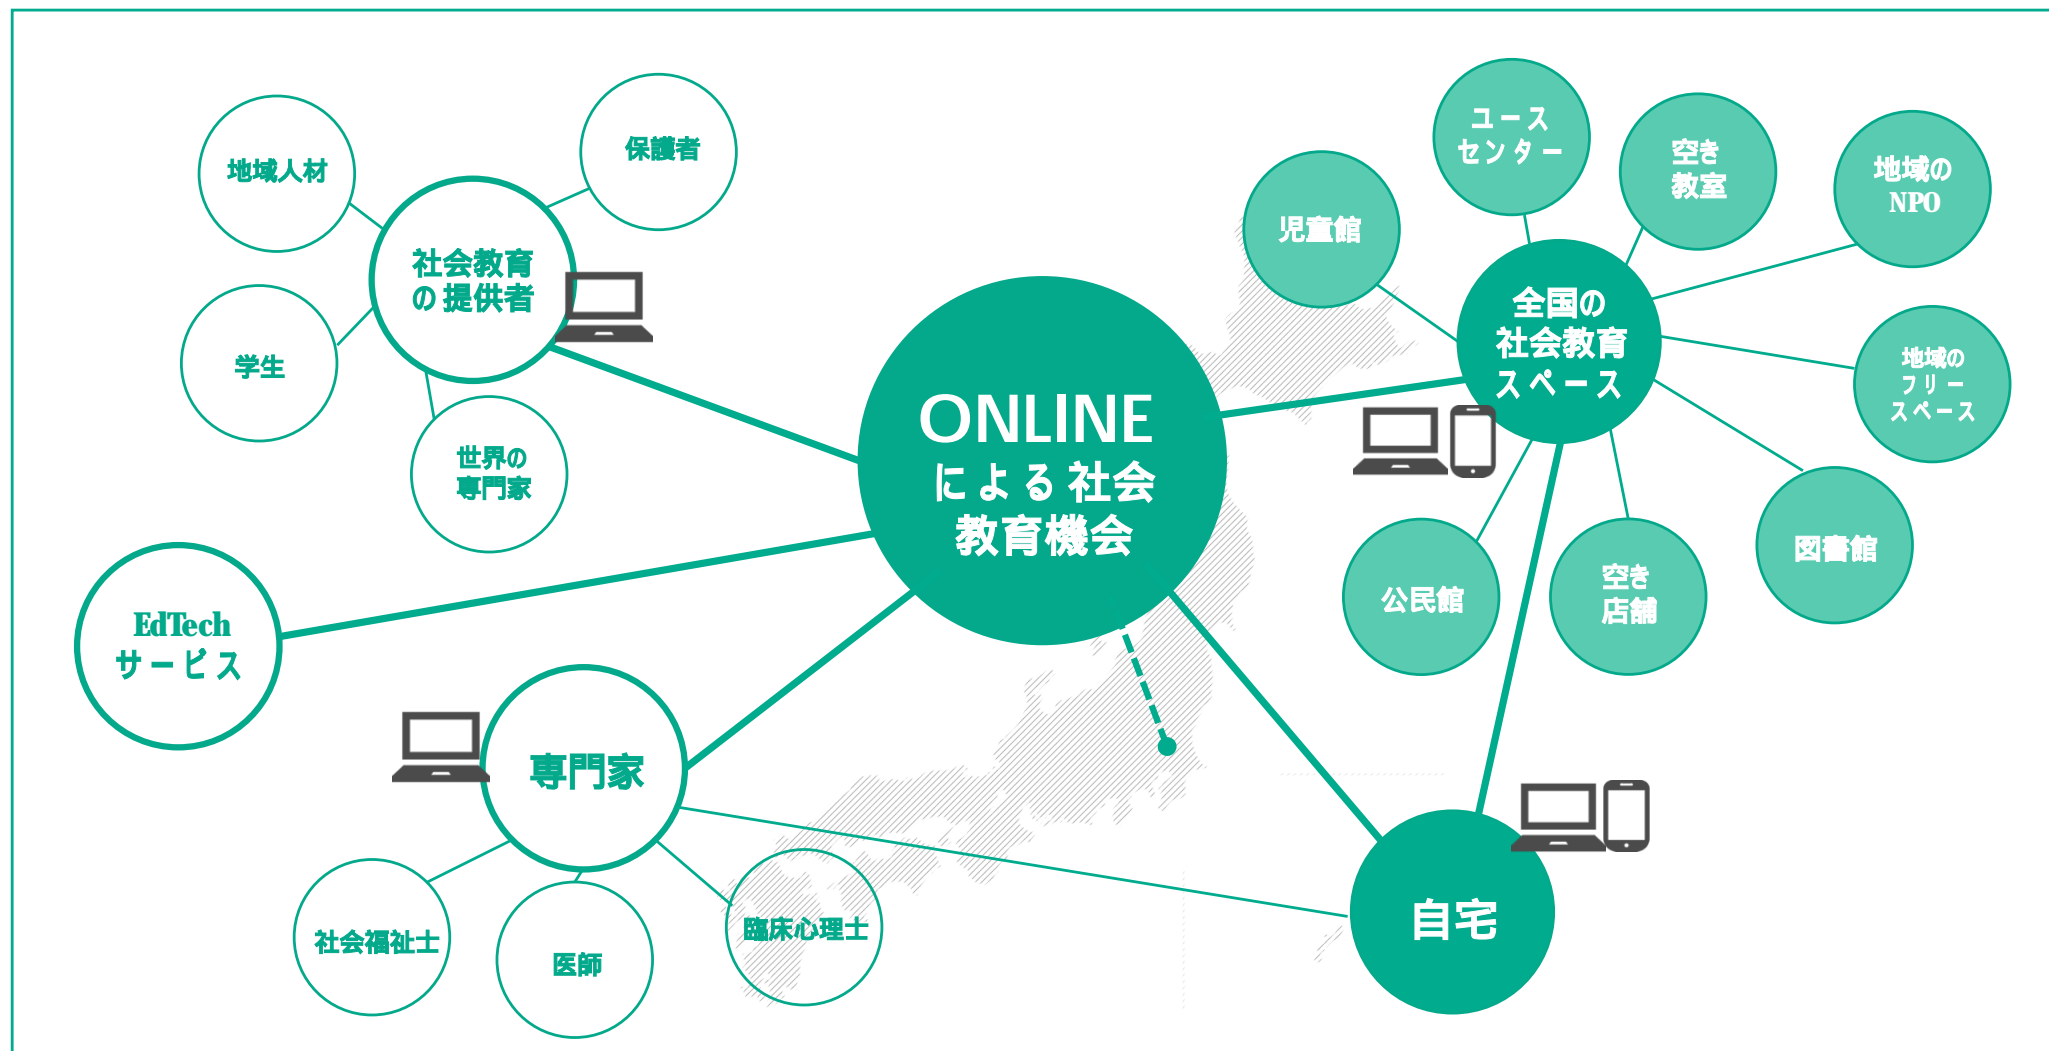 地域人材
保護者
社会教育
の提供者
学生
世界の
専門家
EdTech
サービス
専門家
社会福祉士
医師
臨床心理士
ONLINE
による社会
教育機会
児童館
ユース
センター
空き
教室
地域の
NPO
全国の
社会教育
スペース
地域の
フリー
スペース
図書館
公民館
空き
店舗
自宅